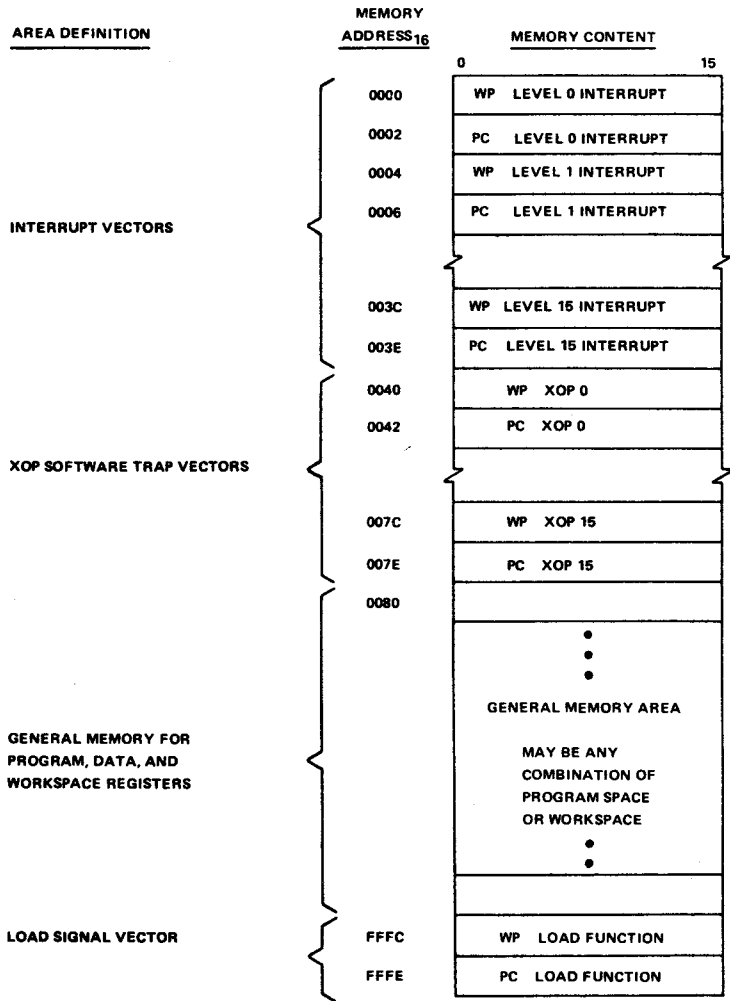 AREA DEFINITION
MEMORY
ADDRESS16
MEMORY CONTENT
0 15
0000 WP LEVEL 0 INTERRUPT
0002 PC LEVEL 0 INTERRUPT
0004 WP LEVEL 1 INTERRUPT
0006 PC LEVEL 1 INTERRUPT
INTERRUPT VECTORS
003C WP LEVEL 15 INTERRUPT
003E PC LEVEL 15 INTERRUPT
0040 WP XOP 0
0042 PC XOP 0
XOP SOFTWARE TRAP VECTORS
007C WP XOP 15
007E PC XOP 15
0080
GENERAL MEMORY AREA
GENERAL MEMORY FOR
PROGRAM, DATA, AND
WORKSPACE REGISTERS
MAY BE ANY
COMBINATION OF
PROGRAM SPACE
OR WORKSPACE
LOAD SIGNAL VECTOR
FFFC WP LOAD FUNCTION
FFFE PC LOAD FUNCTION